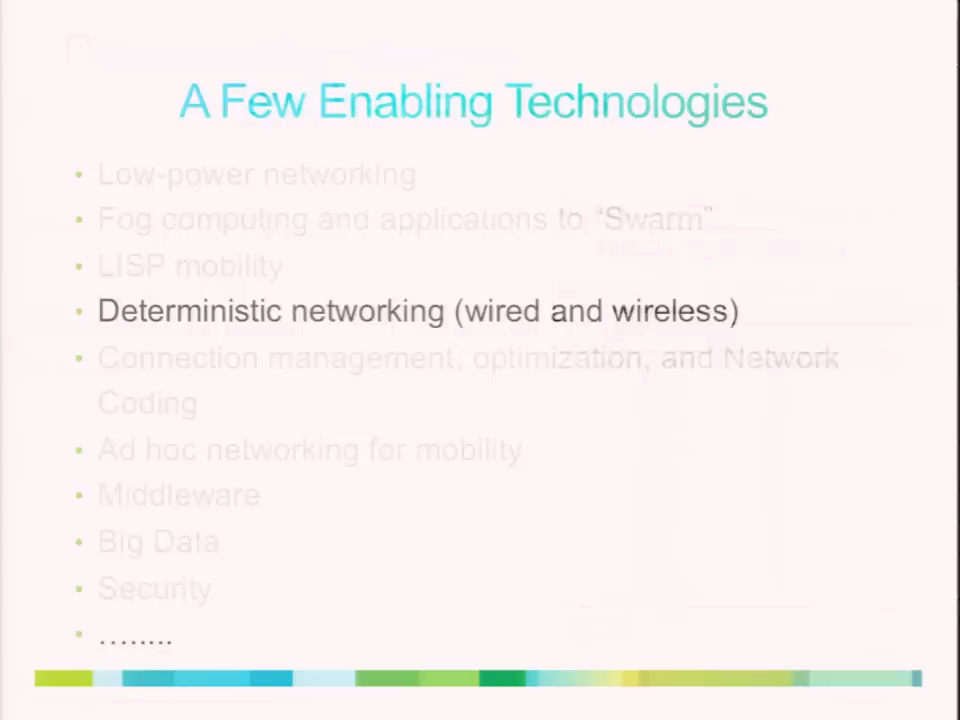 A Few Enabling Technologies
• Low-power networking
• Fog computing and applications to “Swarm”
• LISP mobility
• Deterministic networking (wired and wireless)
• Connection management, optimization, and Network
Coding
• Ad hoc networking for mobility
• Middleware
• Big Data
• Security
• ….....